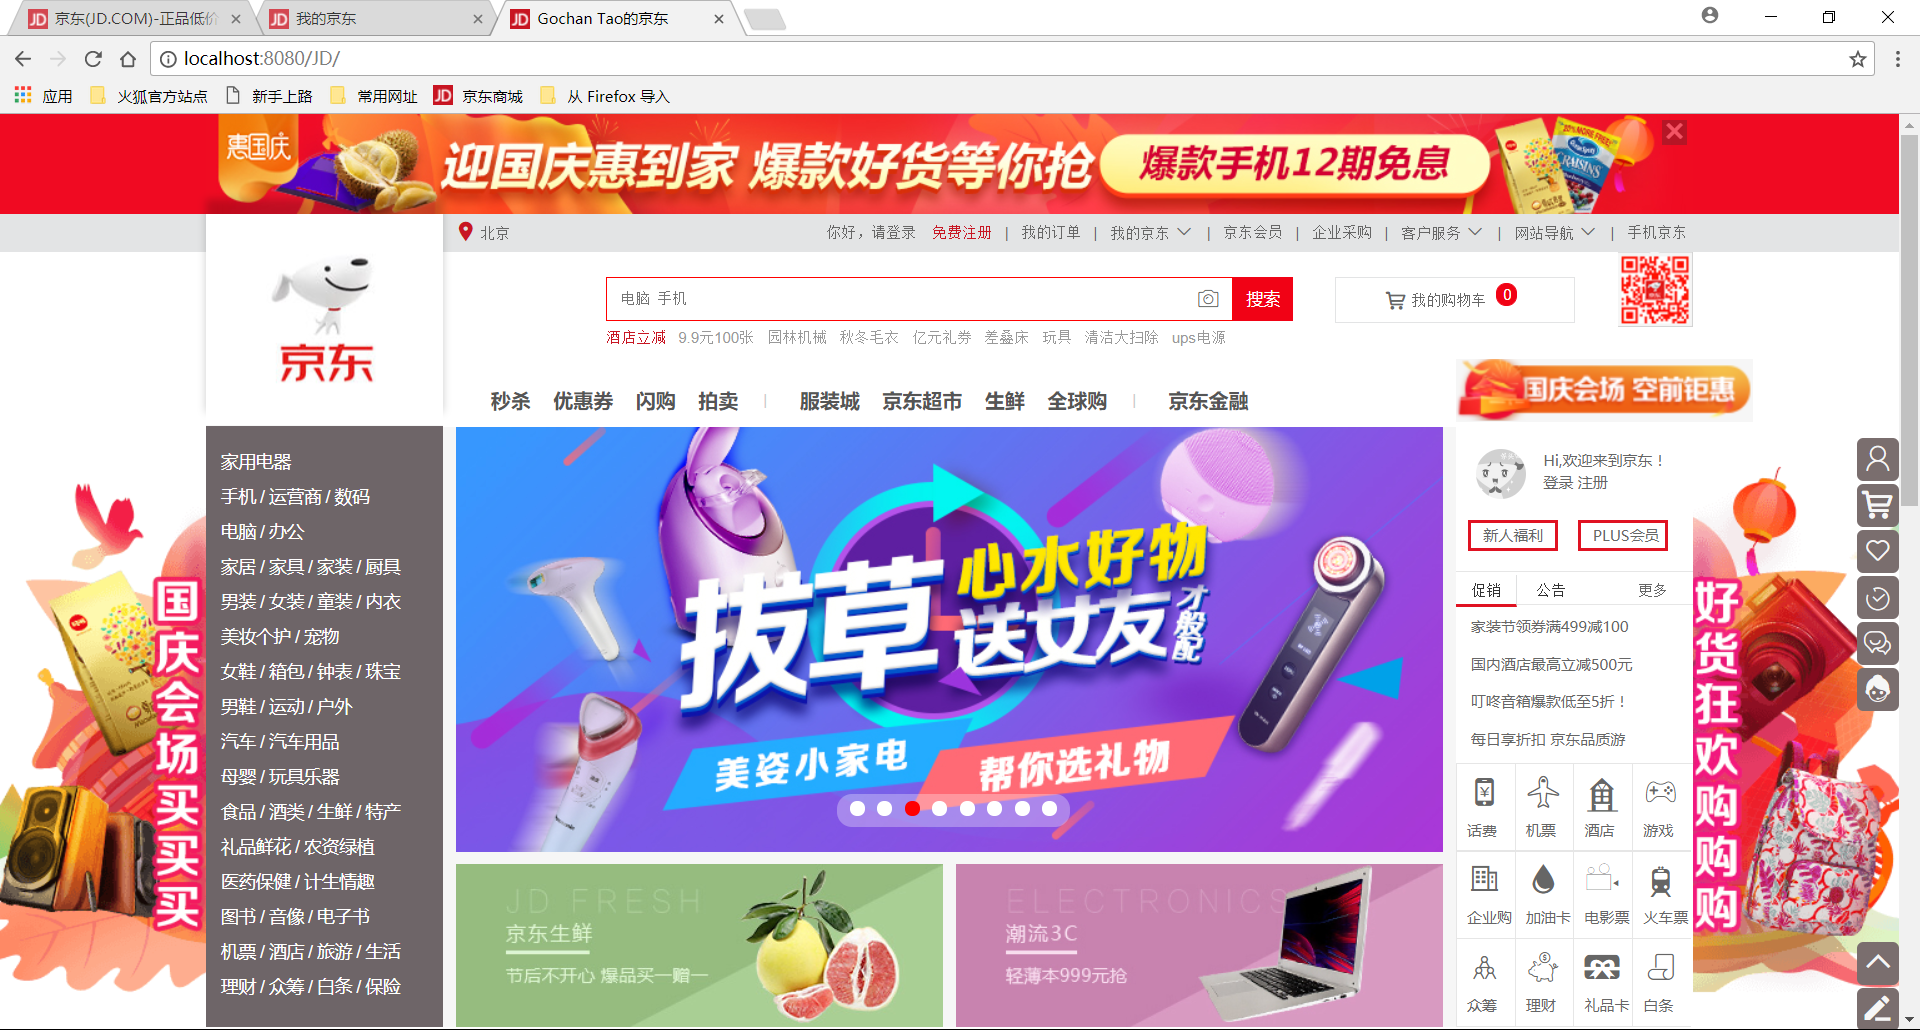 京东(JD.COM)-正品低价
我的京东
Gochan Tao的京东
localhost:8080/JD/
应用
火狐官方站点
新手上路
常用网址
京东商城
从 Firefox 导入
惠国庆
迎国庆惠到家 爆款好货等你抢
爆款手机12期免息
北京
你好，请登录 免费注册 | 我的订单 | 我的京东 | 京东会员 | 企业采购 | 客户服务 | 网站导航 | 手机京东
京东
电脑 手机
搜索
我的购物车 0
酒店立减 9.9元100张 园林机械 秋冬毛衣 亿元礼券 差叠床 玩具 清洁大扫除 ups电源
秒杀 优惠券 闪购 拍卖 | 服装城 京东超市 生鲜 全球购 | 京东金融
国庆会场 空前钜惠
家用电器
手机 / 运营商 / 数码
电脑 / 办公
家居 / 家具 / 家装 / 厨具
男装 / 女装 / 童装 / 内衣
美妆个护 / 宠物
女鞋 / 箱包 / 钟表 / 珠宝
男鞋 / 运动 / 户外
汽车 / 汽车用品
母婴 / 玩具乐器
食品 / 酒类 / 生鲜 / 特产
礼品鲜花 / 农资绿植
医药保健 / 计生情趣
图书 / 音像 / 电子书
机票 / 酒店 / 旅游 / 生活
理财 / 众筹 / 白条 / 保险
国庆会场买买买
拔草
心水好物
送女友
才般配
美姿小家电
帮你选礼物
JD FRESH
京东生鲜
节后不开心 爆品买一赠一
ELECTRONICS
潮流3C
轻薄本999元抢
Hi,欢迎来到京东！
登录 注册
新人福利
PLUS会员
促销
公告
更多
家装节领券满499减100
国内酒店最高立减500元
叮咚音箱爆款低至5折！
每日享折扣 京东品质游
话费 机票 酒店 游戏
企业购 加油卡 电影票 火车票
众筹 理财 礼品卡 白条
好货狂欢购购购